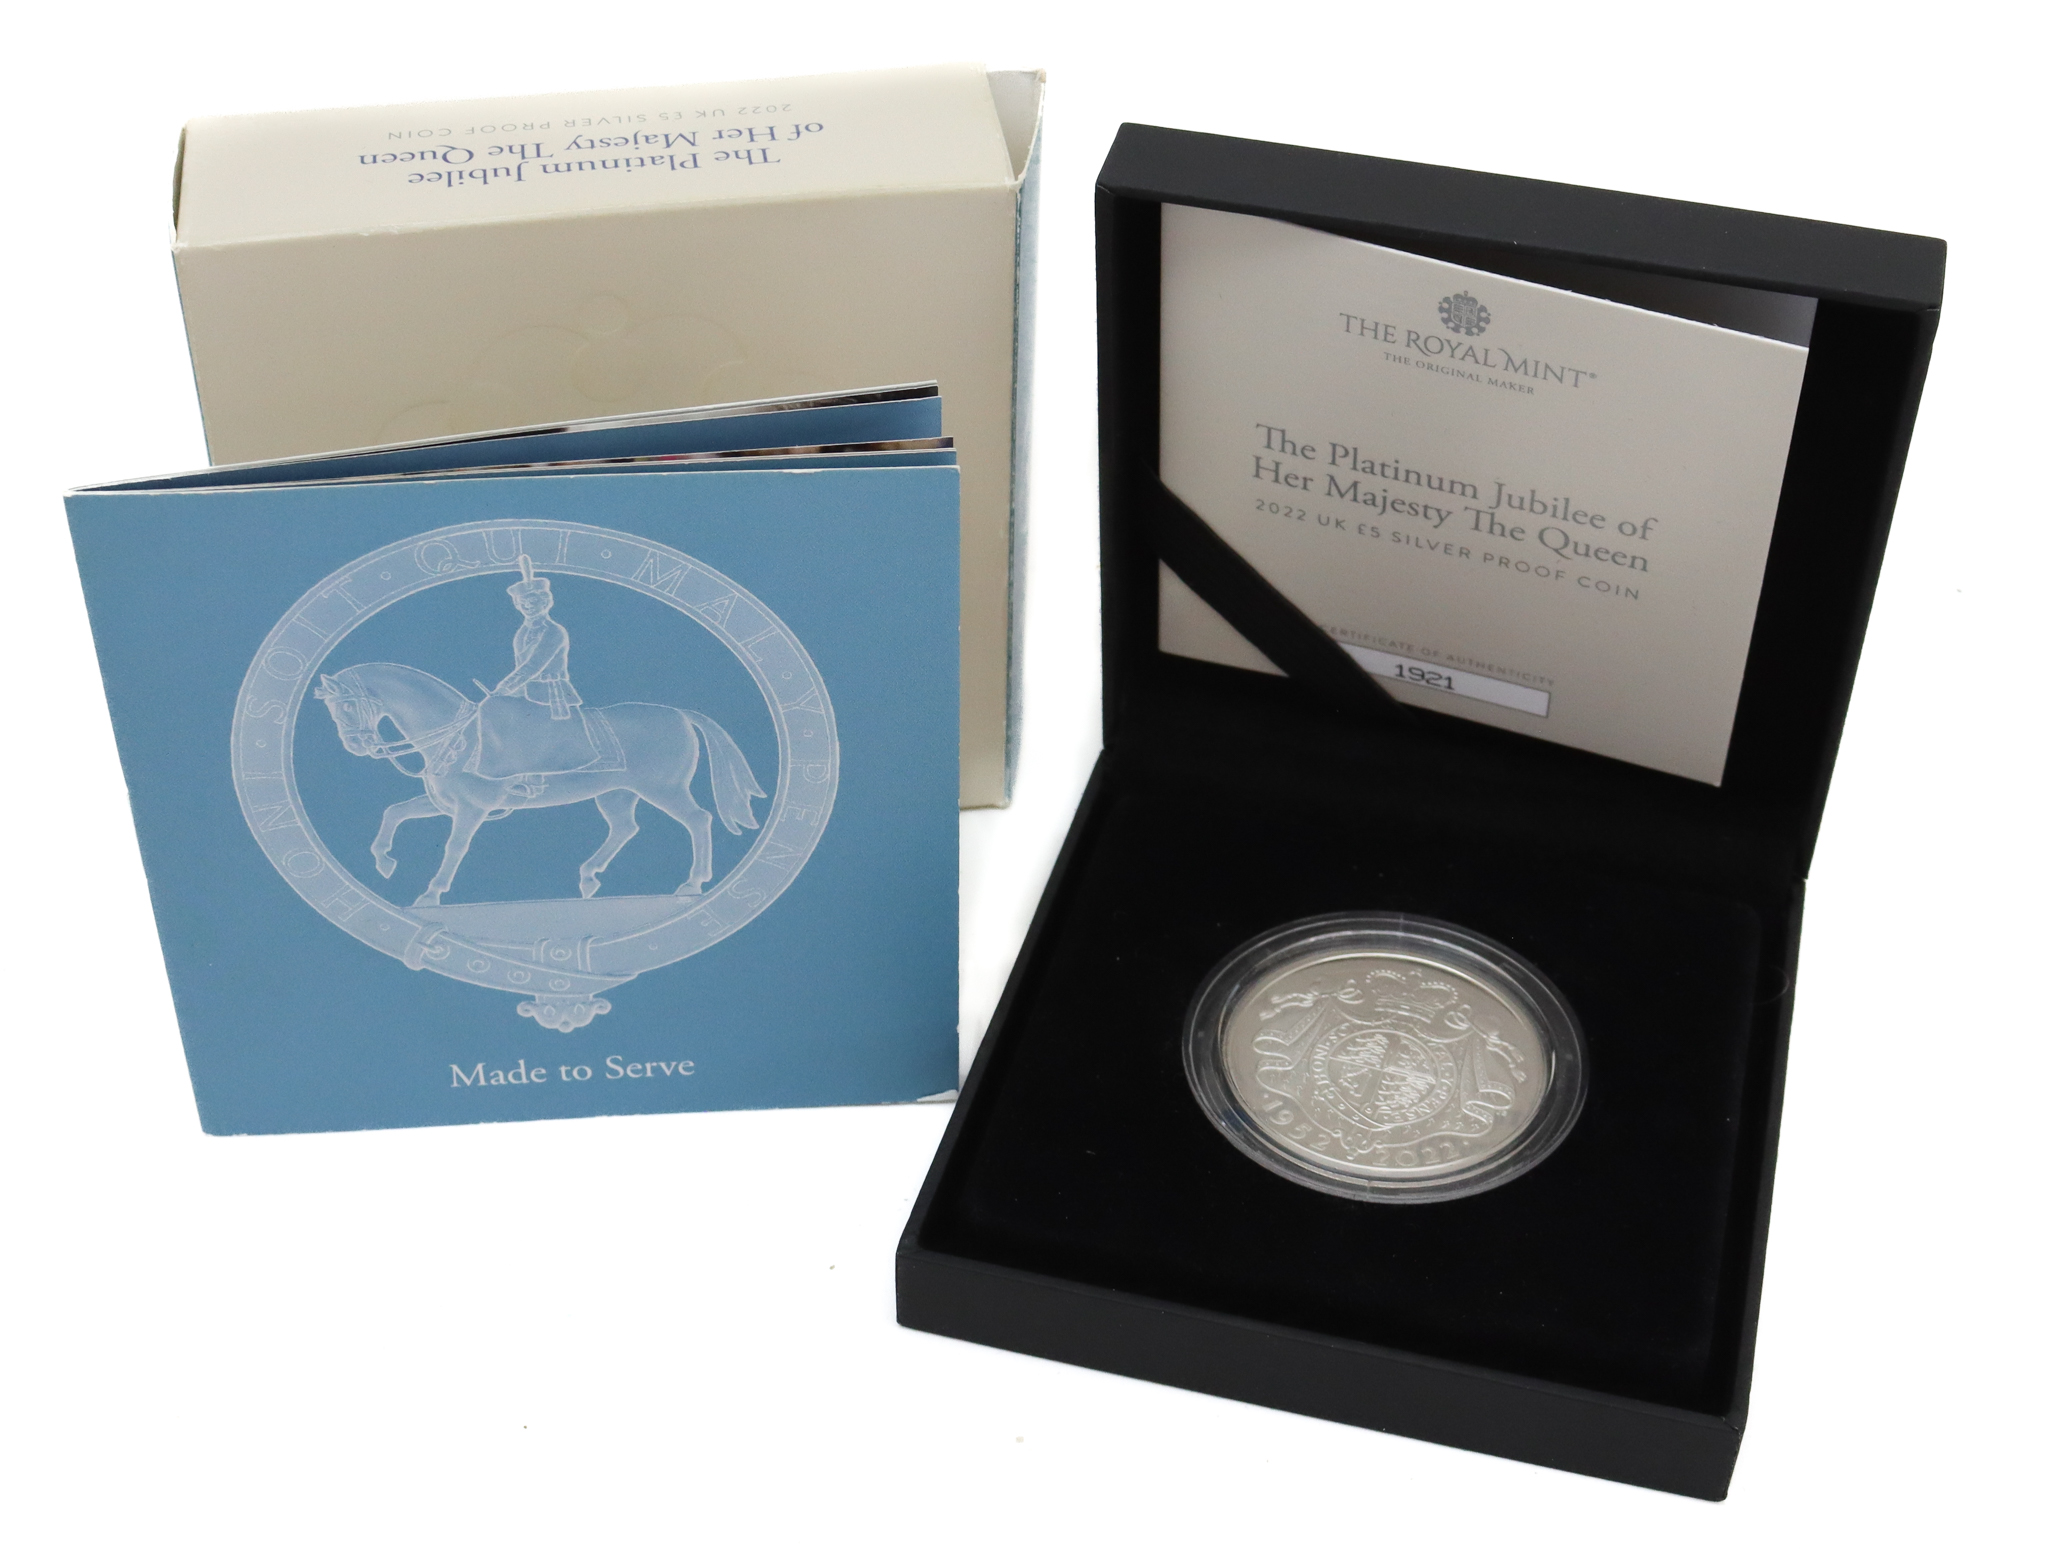 The Platinum Jubilee
of Her Majesty The Queen
2022 UK £5 SILVER PROOF COIN
HONI · SOIT · QUI · MAL · Y · PENSE ·
Made to Serve
THE ROYAL MINT®
THE ORIGINAL MAKER
The Platinum Jubilee of
Her Majesty The Queen
2022 UK £5 SILVER PROOF COIN
CERTIFICATE OF AUTHENTICITY
1921
· 1952 2022 ·